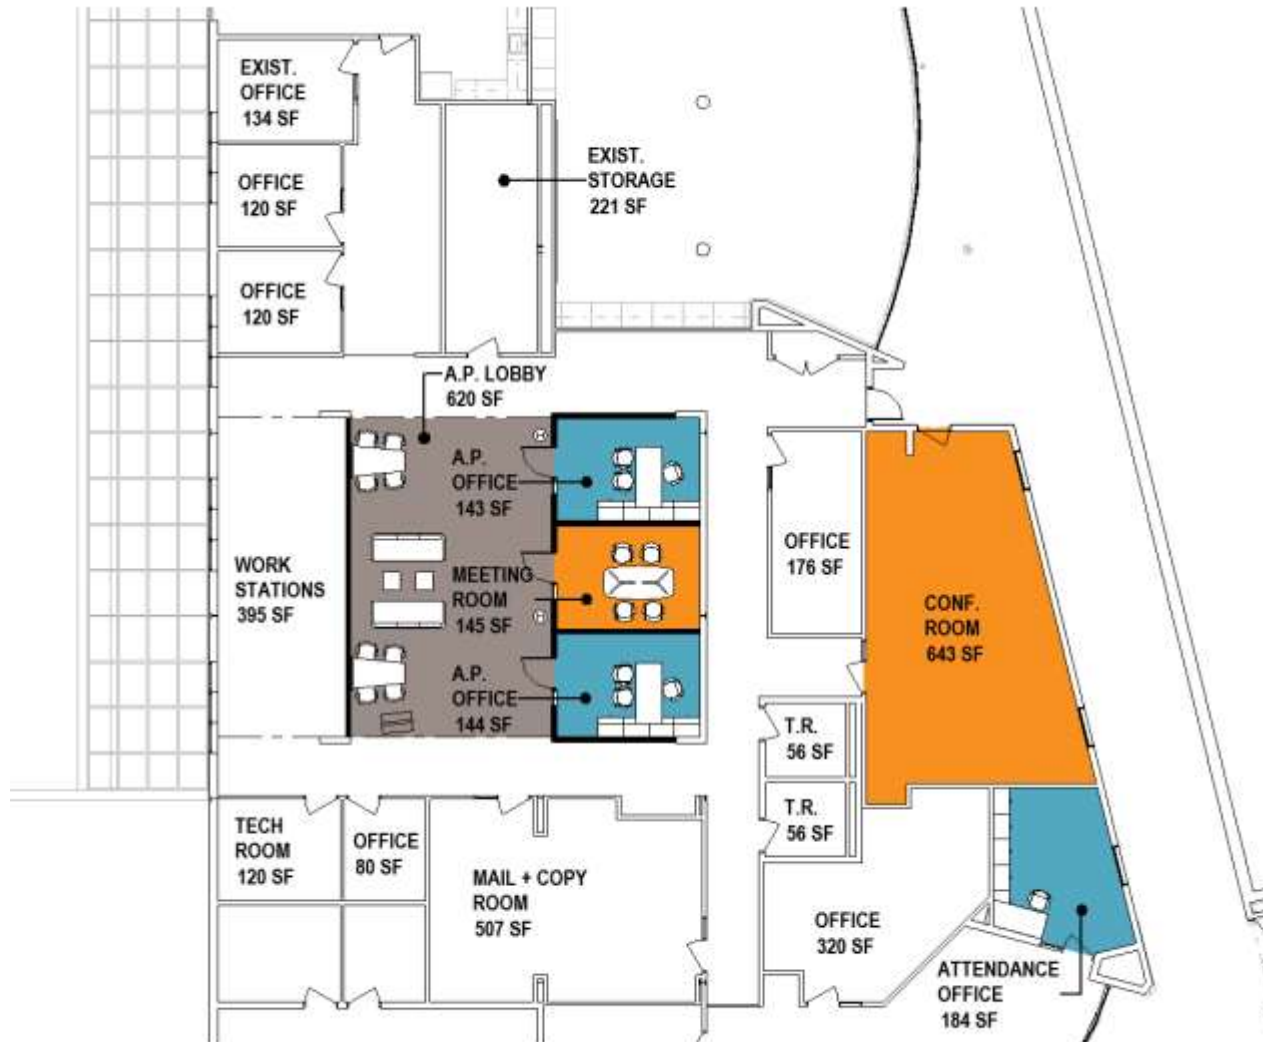 EXIST.
OFFICE
134 SF
OFFICE
120 SF
EXIST.
STORAGE
221 SF
OFFICE
120 SF
A.P. LOBBY
620 SF
A.P.
OFFICE
143 SF
WORK
STATIONS
395 SF
MEETING
ROOM
145 SF
A.P.
OFFICE
144 SF
OFFICE
176 SF
CONF.
ROOM
643 SF
T.R.
56 SF
T.R.
56 SF
TECH
ROOM
120 SF
OFFICE
80 SF
MAIL + COPY
ROOM
507 SF
OFFICE
320 SF
ATTENDANCE
OFFICE
184 SF